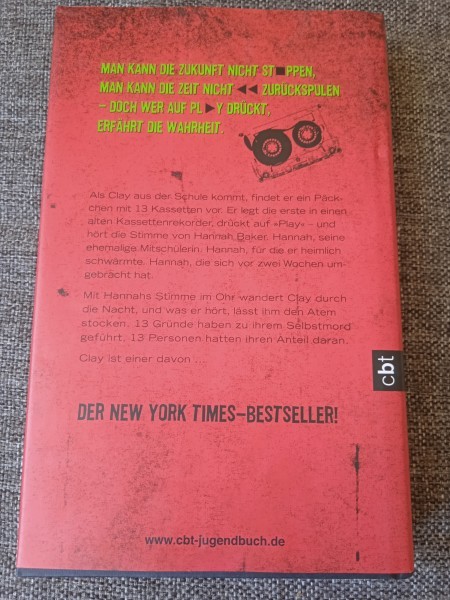 MAN KANN DIE ZUKUNFT NICHT ST■PPEN,
MAN KANN DIE ZEIT NICHT ◀◀ ZURÜCKSPULEN
– DOCH WER AUF PL▶Y DRÜCKT,
ERFÄHRT DIE WAHRHEIT.
Als Clay aus der Schule kommt, findet er ein Päck-
chen mit 13 Kassetten vor. Er legt die erste in einen
alten Kassettenrekorder, drückt auf »Play« – und
hört die Stimme von Hannah Baker. Hannah, seine
ehemalige Mitschülerin. Hannah, für die er heimlich
schwärmte. Hannah, die sich vor zwei Wochen um-
gebracht hat.
Mit Hannahs Stimme im Ohr wandert Clay durch
die Nacht, und was er hört, lässt ihm den Atem
stocken. 13 Gründe haben zu ihrem Selbstmord
geführt, 13 Personen hatten ihren Anteil daran.
Clay ist einer davon ...
cbt
DER NEW YORK TIMES-BESTSELLER!
www.cbt-jugendbuch.de